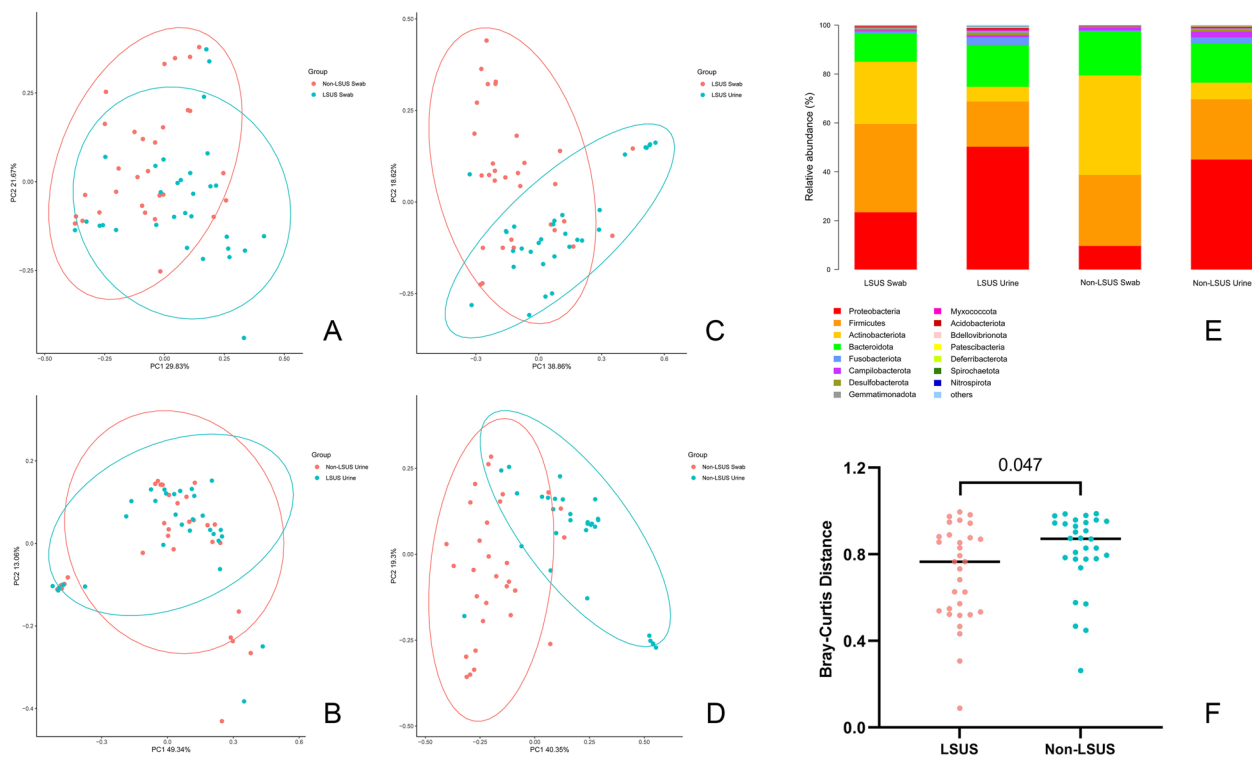 0.25
0.00
−0.25
PC2 21.67%
−0.50
−0.25
0.00
0.25
0.50
PC1 29.83%
Group
Non-LSUS Swab
LSUS Swab
A
0.50
0.25
0.00
−0.25
PC2 18.62%
−0.3
0.0
0.3
0.6
PC1 38.86%
Group
LSUS Swab
LSUS Urine
C
100
80
60
40
20
0
Relative abundance (%)
LSUS Swab
LSUS Urine
Non-LSUS Swab
Non-LSUS Urine
Proteobacteria
Firmicutes
Actinobacteriota
Bacteroidota
Fusobacteriota
Campilobacterota
Desulfobacterota
Gemmatimonadota
Myxococcota
Acidobacteriota
Bdellovibrionota
Patescibacteria
Deferribacterota
Spirochaetota
Nitrospirota
others
E
0.2
0.0
−0.2
−0.4
PC2 13.06%
−0.3
0.0
0.3
0.6
PC1 49.34%
Group
Non-LSUS Urine
LSUS Urine
B
0.25
0.00
−0.25
−0.50
PC2 19.3%
−0.50
−0.25
0.00
0.25
0.50
PC1 40.35%
Group
Non-LSUS Swab
Non-LSUS Urine
D
0.047
1.2
0.8
0.4
0.0
Bray-Curtis Distance
LSUS
Non-LSUS
F